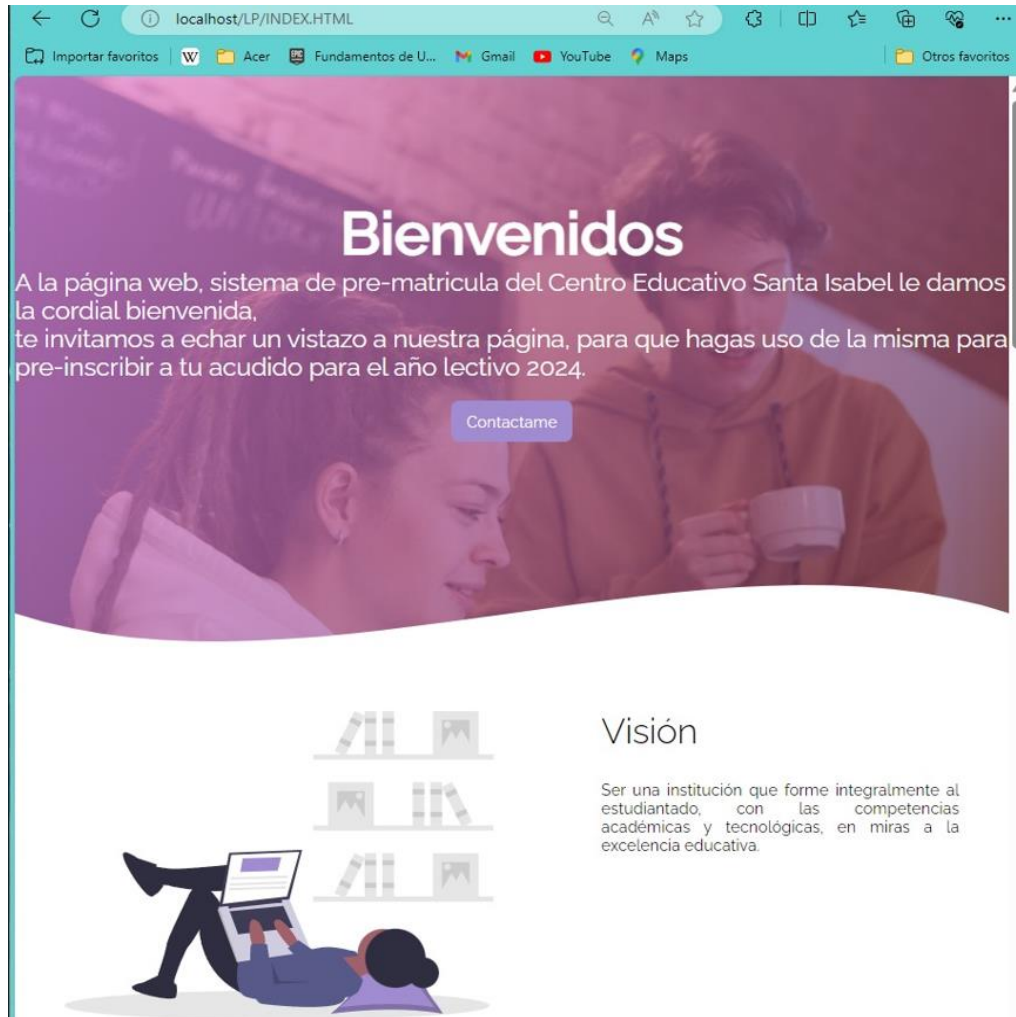 localhost/LP/INDEX.HTML
Importar favoritos W Acer Fundamentos de U... Gmail YouTube Maps Otros favoritos
Bienvenidos
A la página web, sistema de pre-matricula del Centro Educativo Santa Isabel le damos
la cordial bienvenida,
te invitamos a echar un vistazo a nuestra página, para que hagas uso de la misma para
pre-inscribir a tu acudido para el año lectivo 2024.
Contactame
Visión
Ser una institución que forme integralmente al
estudiantado, con las competencias
académicas y tecnológicas, en miras a la
excelencia educativa.